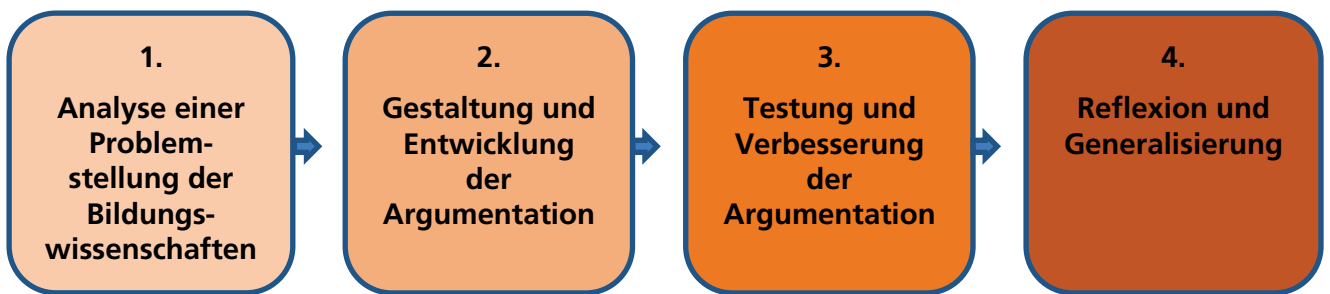 1.
Analyse einer
Problem-
stellung der
Bildungs-
wissenschaften
2.
Gestaltung und
Entwicklung
der
Argumentation
3.
Testung und
Verbesserung
der
Argumentation
4.
Reflexion und
Generalisierung